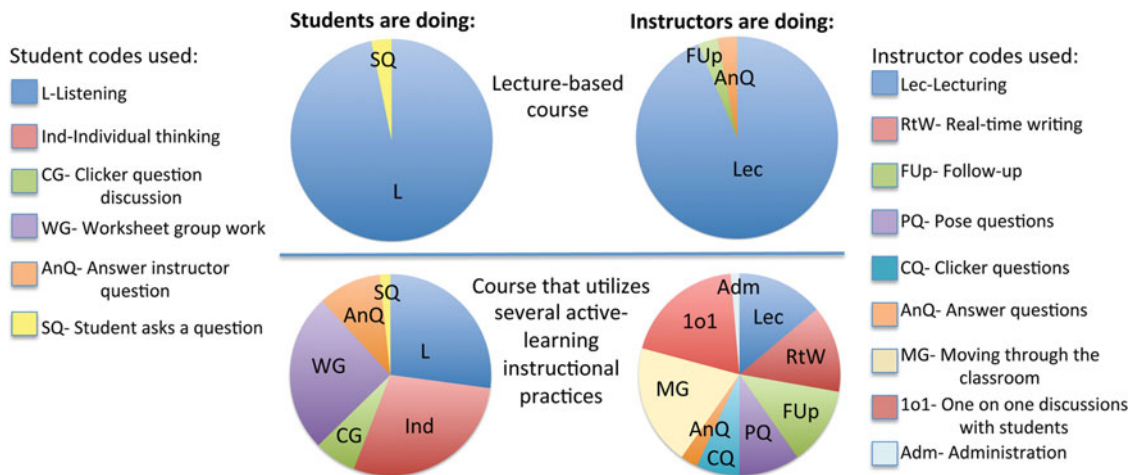 Students are doing:
Instructors are doing:
Student codes used:
L-Listening
Ind-Individual thinking
CG- Clicker question
discussion
WG- Worksheet group work
AnQ- Answer instructor
question
SQ- Student asks a question
SQ
L
Lecture-based
course
FUp
AnQ
Lec
Instructor codes used:
Lec-Lecturing
RtW- Real-time writing
FUp- Follow-up
PQ- Pose questions
CQ- Clicker questions
AnQ- Answer questions
MG- Moving through the
classroom
1o1- One on one discussions
with students
Adm- Administration
SQ
AnQ
L
WG
CG
Ind
Course that utilizes
several active-
learning
instructional
practices
Adm
Lec
1o1
RtW
MG
FUp
AnQ
PQ
CQ